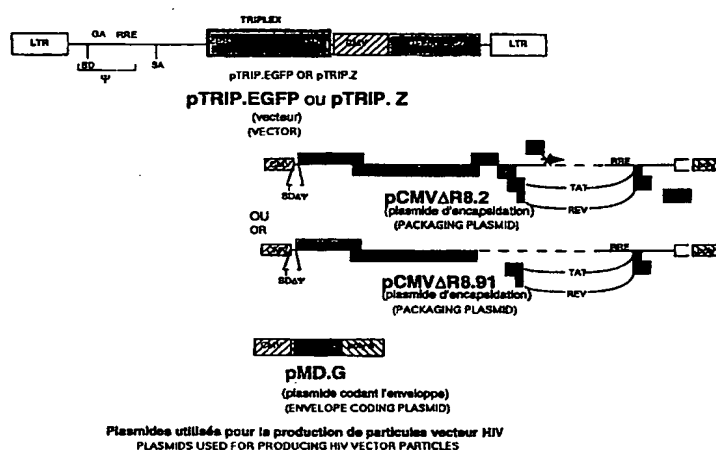 TRIPLEX
LTR GA RRE LTR
SD SA
Ψ
pTRIP.EGFP OR pTRIP.Z
pTRIP.EGFP ou pTRIP. Z
(vecteur)
(VECTOR)
RRE
SDΔΨ
TAT
pCMVΔR8.2
(plasmide d'encapsidation)
REV
(PACKAGING PLASMID)
OU
OR
RRE
SDΔΨ
TAT
pCMVΔR8.91
(plasmide d'encapsidation)
REV
(PACKAGING PLASMID)
pMD.G
(plasmide codant l'enveloppe)
(ENVELOPE CODING PLASMID)
Plasmides utilisés pour la production de particules vecteur HIV
PLASMIDS USED FOR PRODUCING HIV VECTOR PARTICLES